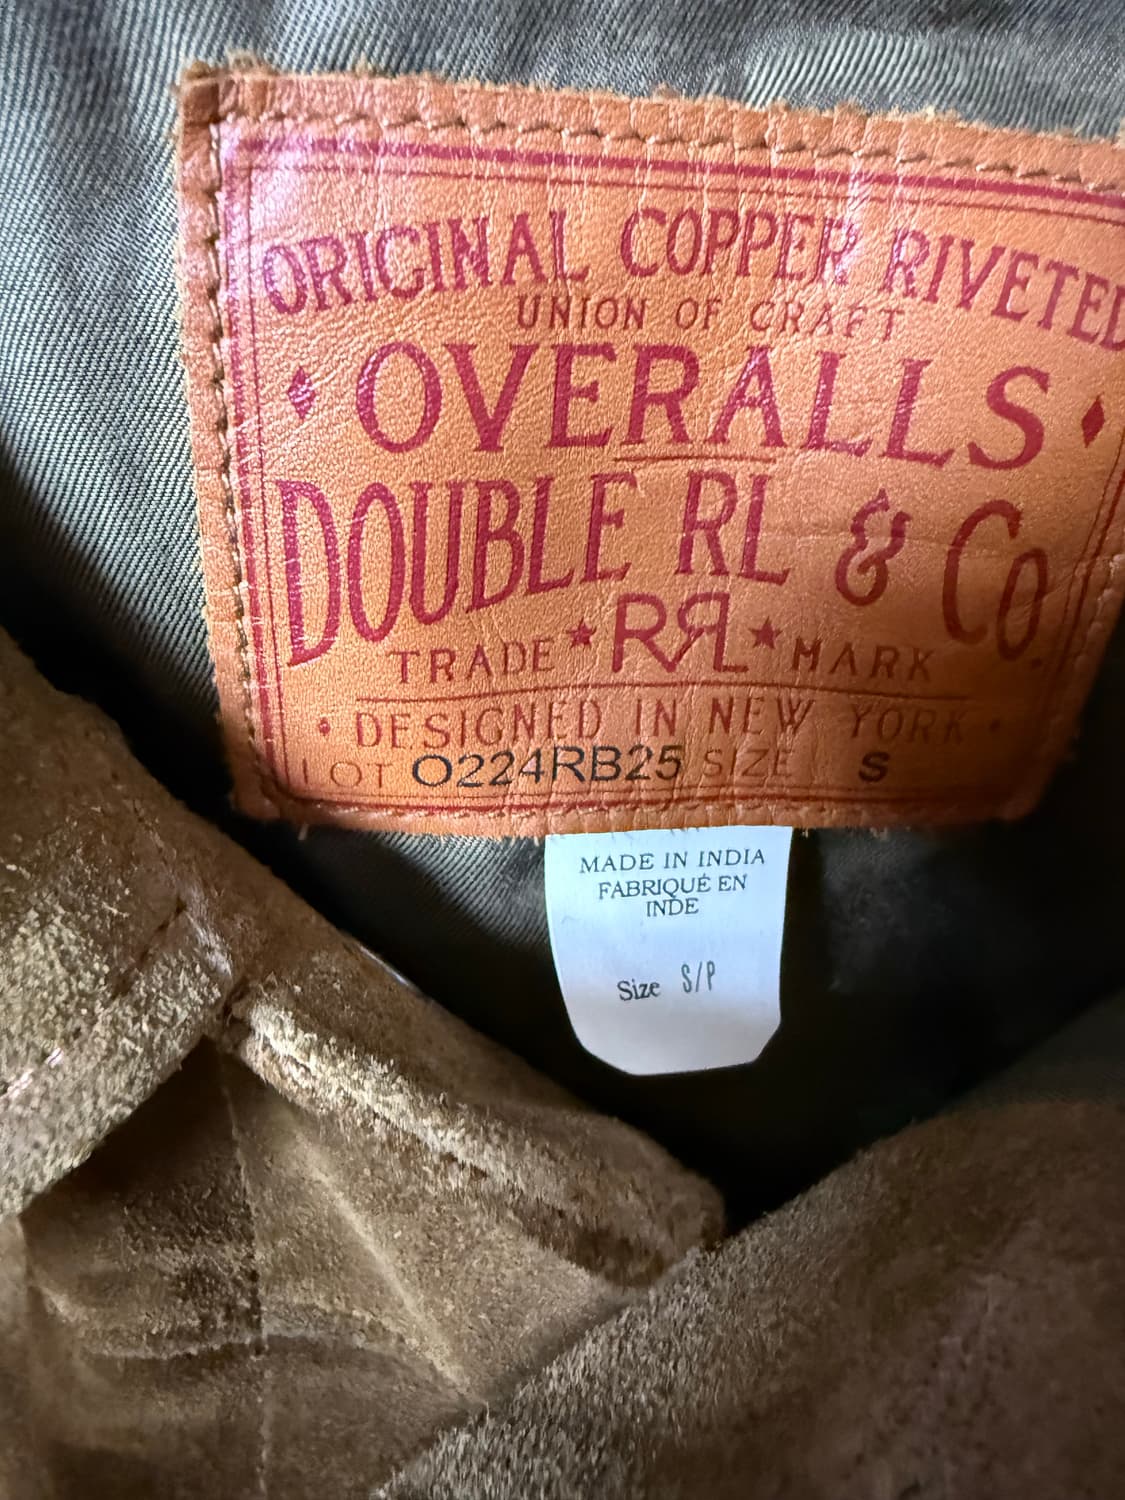 ORIGINAL COPPER RIVETED
UNION OF CRAFT
OVERALLS
DOUBLE RL & CO.
TRADE ★ RRL ★ MARK
• DESIGNED IN NEW YORK •
LOT O224RB25 SIZE S
MADE IN INDIA
FABRIQUÉ EN
INDE
Size S/P